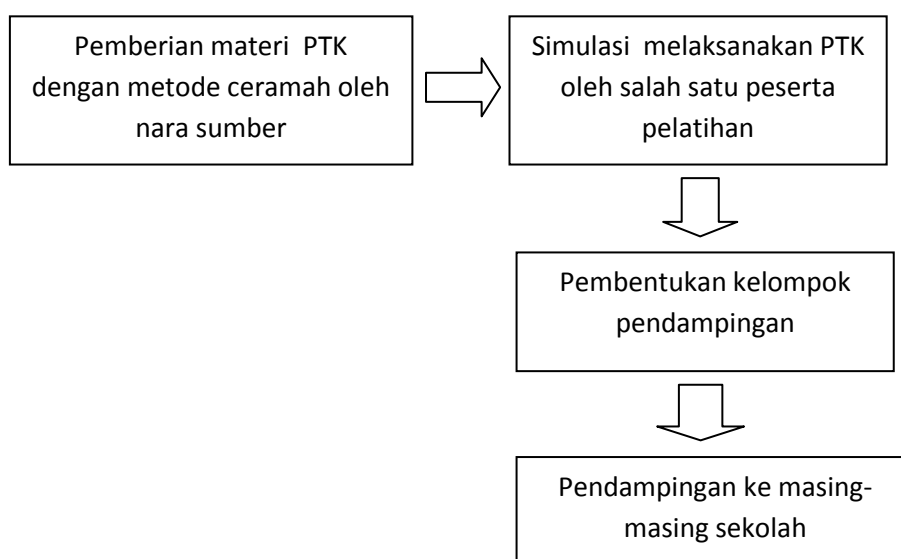 Pemberian materi PTK
dengan metode ceramah oleh
nara sumber
Simulasi melaksanakan PTK
oleh salah satu peserta
pelatihan
Pembentukan kelompok
pendampingan
Pendampingan ke masing-
masing sekolah